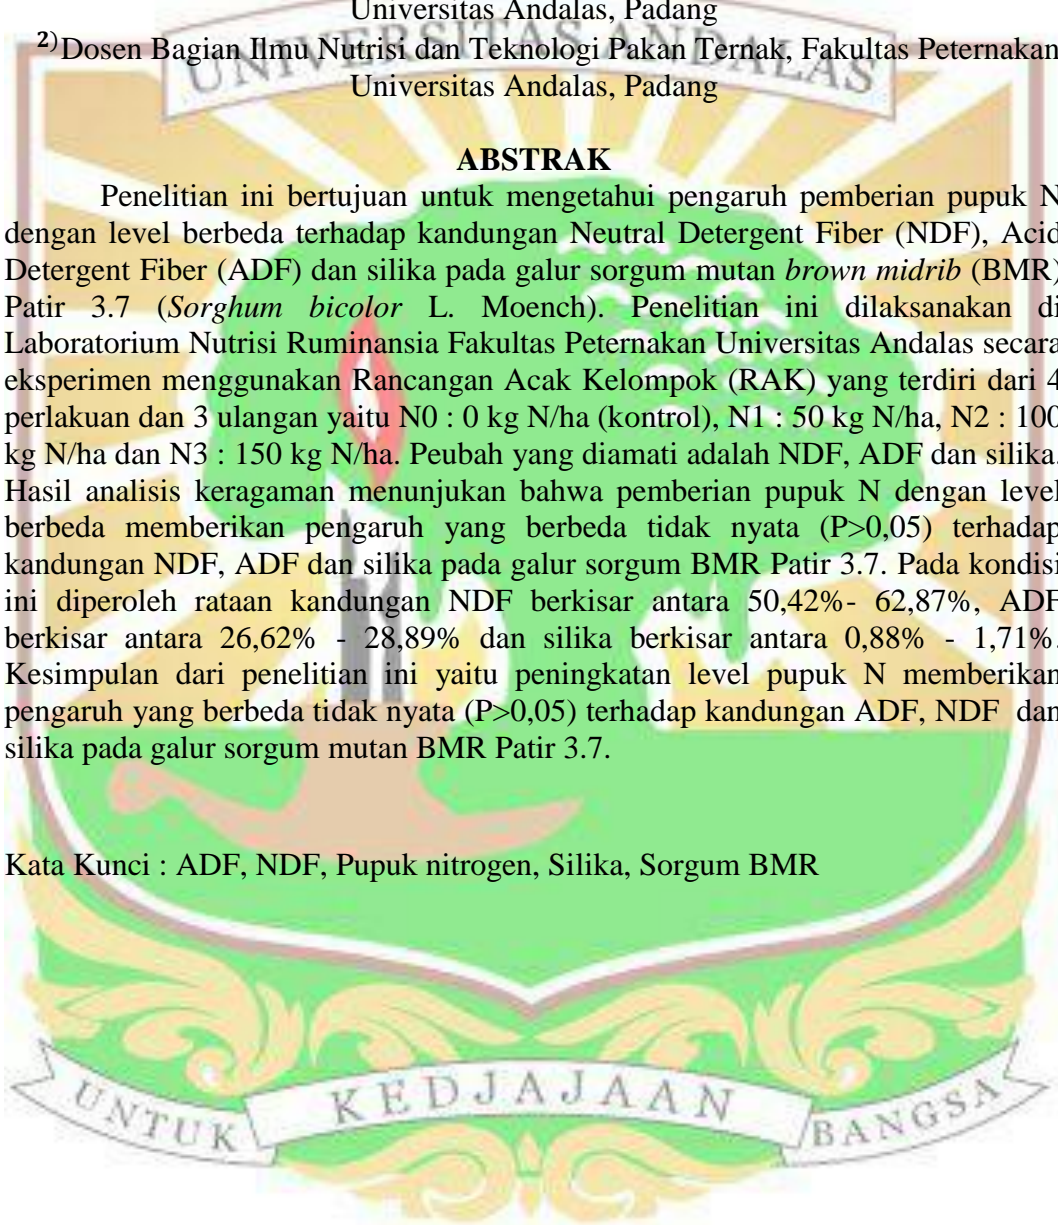 Universitas Andalas, Padang
2)Dosen Bagian Ilmu Nutrisi dan Teknologi Pakan Ternak, Fakultas Peternakan
Universitas Andalas, Padang
UNIVERSITAS ANDALAS
ABSTRAK
Penelitian ini bertujuan untuk mengetahui pengaruh pemberian pupuk N
dengan level berbeda terhadap kandungan Neutral Detergent Fiber (NDF), Acid
Detergent Fiber (ADF) dan silika pada galur sorgum mutan brown midrib (BMR)
Patir 3.7 (Sorghum bicolor L. Moench). Penelitian ini dilaksanakan di
Laboratorium Nutrisi Ruminansia Fakultas Peternakan Universitas Andalas secara
eksperimen menggunakan Rancangan Acak Kelompok (RAK) yang terdiri dari 4
perlakuan dan 3 ulangan yaitu N0 : 0 kg N/ha (kontrol), N1 : 50 kg N/ha, N2 : 100
kg N/ha dan N3 : 150 kg N/ha. Peubah yang diamati adalah NDF, ADF dan silika.
Hasil analisis keragaman menunjukan bahwa pemberian pupuk N dengan level
berbeda memberikan pengaruh yang berbeda tidak nyata (P>0,05) terhadap
kandungan NDF, ADF dan silika pada galur sorgum BMR Patir 3.7. Pada kondisi
ini diperoleh rataan kandungan NDF berkisar antara 50,42%- 62,87%, ADF
berkisar antara 26,62% - 28,89% dan silika berkisar antara 0,88% - 1,71%.
Kesimpulan dari penelitian ini yaitu peningkatan level pupuk N memberikan
pengaruh yang berbeda tidak nyata (P>0,05) terhadap kandungan ADF, NDF dan
silika pada galur sorgum mutan BMR Patir 3.7.
Kata Kunci : ADF, NDF, Pupuk nitrogen, Silika, Sorgum BMR
UNTUK KEDJAJAAN BANGSA